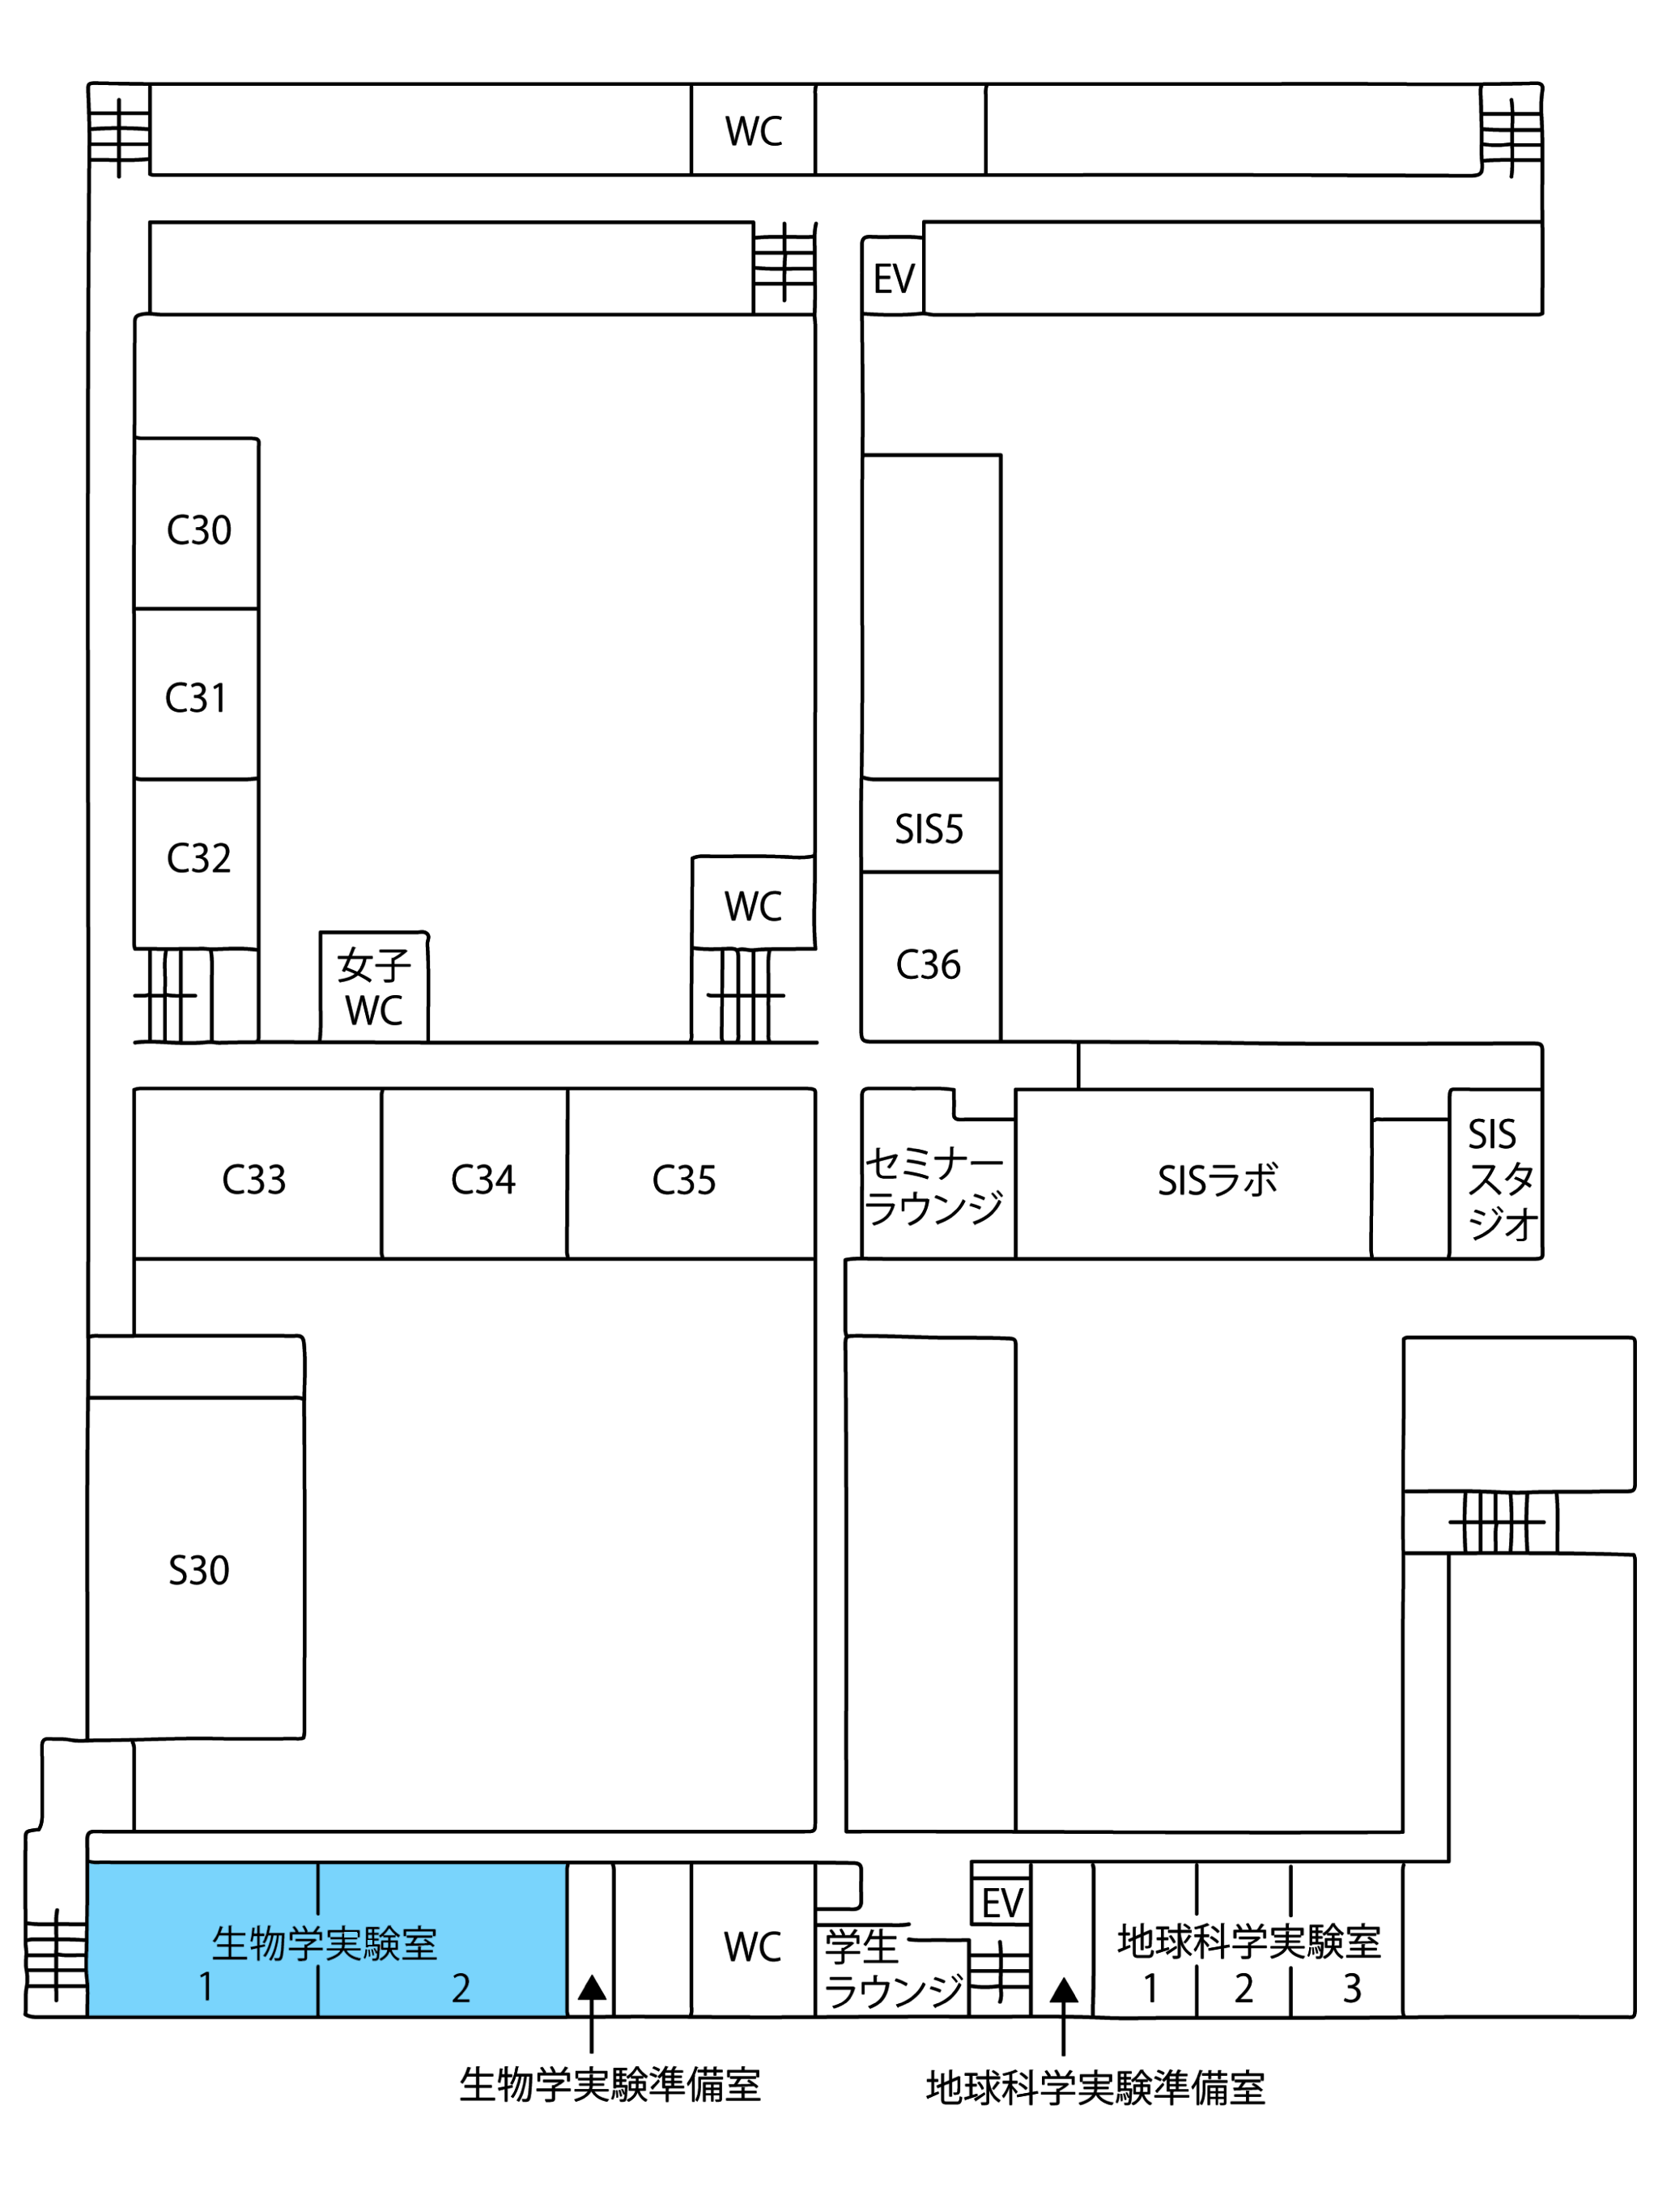 WC
EV
C30
C31
SIS5
C32
WC
女子
WC
C36
C33
C34
C35
セミナー
ラウンジ
SISラボ
SIS
スタ
ジオ
S30
生物学実験室
1
2
WC
学生
ラウンジ
EV
地球科学実験室
1
2
3
生物学実験準備室
地球科学実験準備室